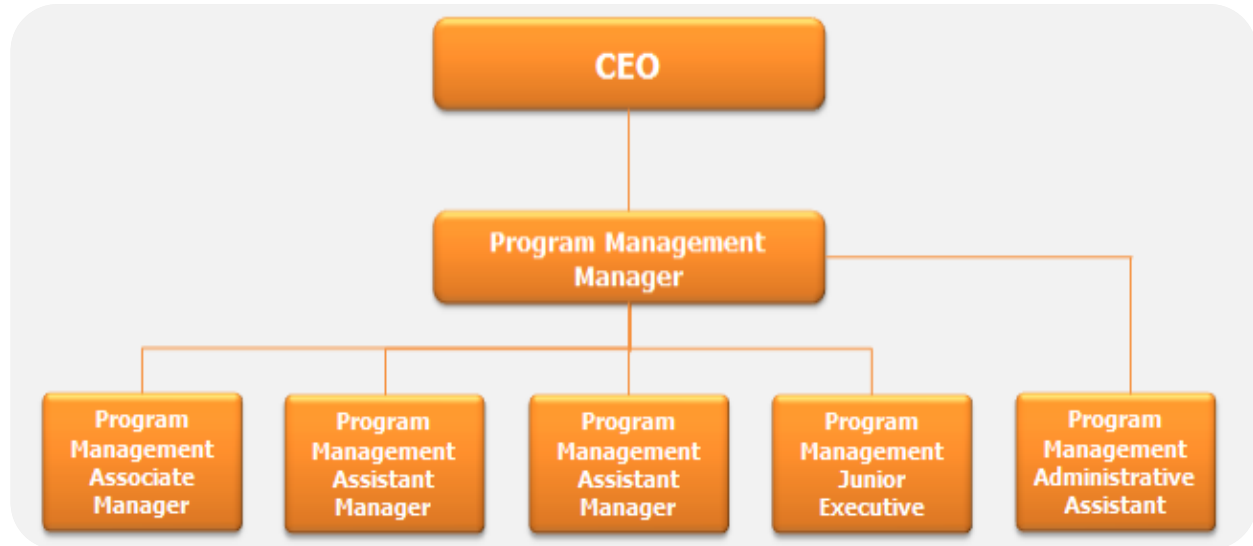 CEO
Program Management
Manager
Program
Management
Associate
Manager
Program
Management
Assistant
Manager
Program
Management
Assistant
Manager
Program
Management
Junior
Executive
Program
Management
Administrative
Assistant